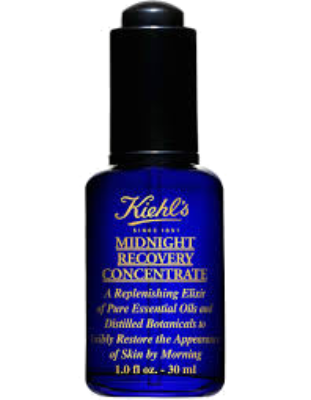 Kiehl's
SINCE 1851
MIDNIGHT
RECOVERY
CONCENTRATE
A Replenishing Elixir
of Pure Essential Oils and
Distilled Botanicals to
Restore the Appearance
of Skin by Morning
1.0 fl oz. - 30 ml